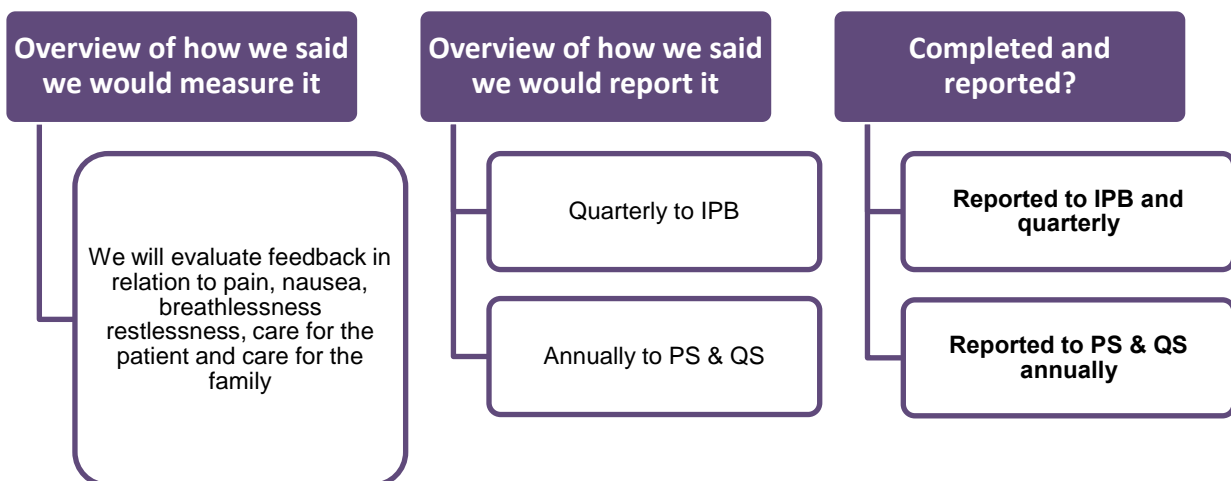 Overview of how we said
we would measure it
We will evaluate feedback in
relation to pain, nausea,
breathlessness
restlessness, care for the
patient and care for the
family
Overview of how we said
we would report it
Quarterly to IPB
Annually to PS & QS
Completed and
reported?
Reported to IPB and
quarterly
Reported to PS & QS
annually